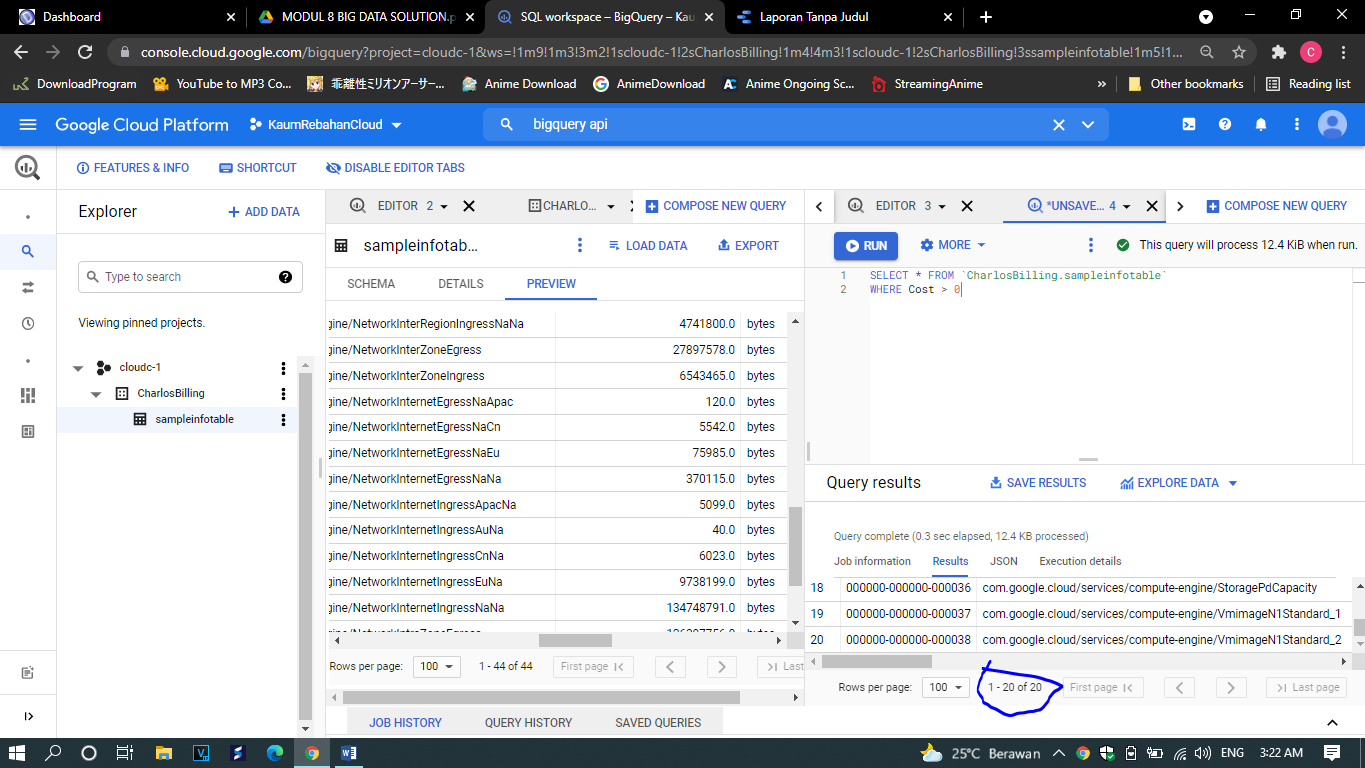 Dashboard
MODUL 8 BIG DATA SOLUTION.p
SQL workspace – BigQuery – Kau
Laporan Tanpa Judul
console.cloud.google.com/bigquery?project=cloudc-1&ws=!1m9!1m3!3m2!1scloudc-1!2sCharlosBilling!1m4!4m3!1scloudc-1!2sCharlosBilling!3ssampleinfotable!1m5!1...
C
DownloadProgram
YouTube to MP3 Co...
乖離性ミリオンアーサー...
Anime Download
AnimeDownload
Anime Ongoing Sc...
StreamingAnime
»
Other bookmarks
Reading list
Google Cloud Platform
KaumRebahanCloud
bigquery api
FEATURES & INFO
SHORTCUT
DISABLE EDITOR TABS
Explorer
+ ADD DATA
Type to search
Viewing pinned projects.
cloudc-1
CharlosBilling
sampleinfotable
EDITOR 2
CHARLO...
COMPOSE NEW QUERY
sampleinfotab...
LOAD DATA
EXPORT
SCHEMA
DETAILS
PREVIEW
gine/NetworkInterRegionIngressNaNa 4741800.0 bytes
gine/NetworkInterZoneEgress 27897578.0 bytes
gine/NetworkInterZoneIngress 6543465.0 bytes
gine/NetworkInternetEgressNaApac 120.0 bytes
gine/NetworkInternetEgressNaCn 5542.0 bytes
gine/NetworkInternetEgressNaEu 75985.0 bytes
gine/NetworkInternetEgressNaNa 370115.0 bytes
gine/NetworkInternetIngressApacNa 5099.0 bytes
gine/NetworkInternetIngressAuNa 40.0 bytes
gine/NetworkInternetIngressCnNa 6023.0 bytes
gine/NetworkInternetIngressEuNa 9738199.0 bytes
gine/NetworkInternetIngressNaNa 134748791.0 bytes
Rows per page: 100 1 - 44 of 44 First page Last
JOB HISTORY
QUERY HISTORY
SAVED QUERIES
EDITOR 3
*UNSAVE... 4
COMPOSE NEW QUERY
RUN
MORE
This query will process 12.4 KiB when run.
1 SELECT * FROM `CharlosBilling.sampleinfotable`
2 WHERE Cost > 0
Query results
SAVE RESULTS
EXPLORE DATA
Query complete (0.3 sec elapsed, 12.4 KB processed)
Job information
Results
JSON
Execution details
18 000000-000000-000036 com.google.cloud/services/compute-engine/StoragePdCapacity
19 000000-000000-000037 com.google.cloud/services/compute-engine/VmimageN1Standard_1
20 000000-000000-000038 com.google.cloud/services/compute-engine/VmimageN1Standard_2
Rows per page: 100 1 - 20 of 20 First page Last page
25°C Berawan
ENG
3:22 AM